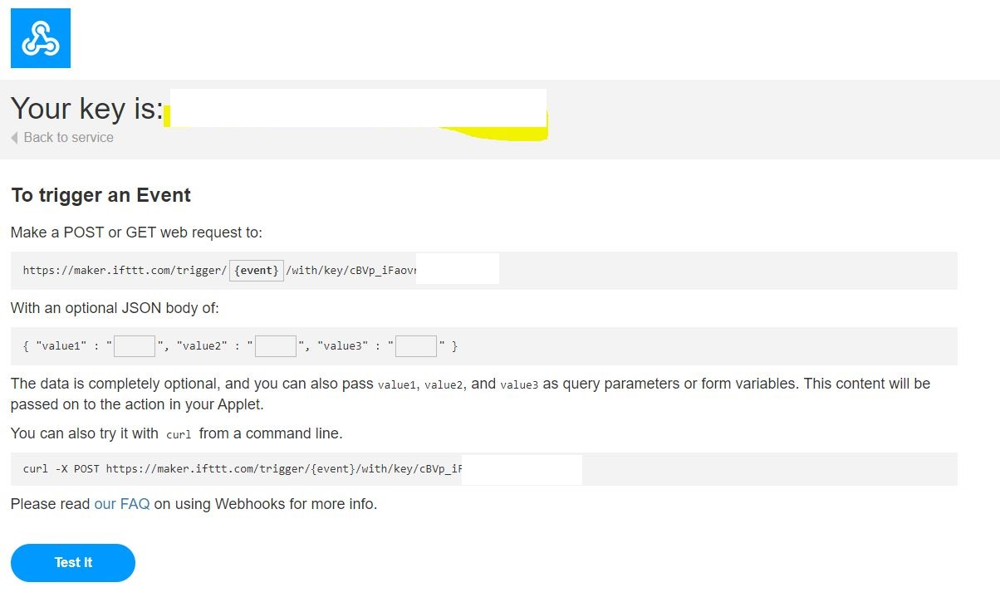 Your key is:
Back to service
To trigger an Event
Make a POST or GET web request to:
https://maker.ifttt.com/trigger/ {event} /with/key/cBVp_iFaov
With an optional JSON body of:
{ "value1" : " ", "value2" : " ", "value3" : " " }
The data is completely optional, and you can also pass value1, value2, and value3 as query parameters or form variables. This content will be
passed on to the action in your Applet.
You can also try it with curl from a command line.
curl -X POST https://maker.ifttt.com/trigger/{event}/with/key/cBVp_iF
Please read our FAQ on using Webhooks for more info.
Test It